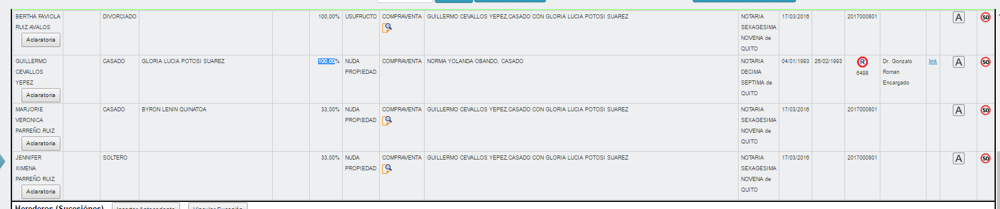 BERTHA FAVIOLA DIVORCIADO 100,00% USUFRUCTO COMPRAVENTA GUILLERMO CEVALLOS YEPEZ,CASADO CON GLORIA LUCIA POTOSI SUAREZ NOTARIA 17/03/2016 2017000801 A 50
RUIZ AVALOS SEXAGESIMA
Aclaratoria NOVENA de
QUITO
GUILLERMO CASADO GLORIA LUCIA POTOSI SUAREZ 100,00% NUDA COMPRAVENTA NORMA YOLANDA OBANDO, CASADO NOTARIA 04/01/1993 26/02/1993 R Dr. Gonzalo link A 50
CEVALLOS PROPIEDAD DECIMA 6498 Roman
YEPEZ SEPTIMA de Encargado
Aclaratoria QUITO
MARJORIE CASADO BYRON LENIN QUINATOA 33,00% NUDA COMPRAVENTA GUILLERMO CEVALLOS YEPEZ,CASADO CON GLORIA LUCIA POTOSI SUAREZ NOTARIA 17/03/2016 2017000801 A 50
VERONICA PROPIEDAD SEXAGESIMA
PARREÑO RUIZ NOVENA de
Aclaratoria QUITO
JENNIFER SOLTERO 33,00% NUDA COMPRAVENTA GUILLERMO CEVALLOS YEPEZ,CASADO CON GLORIA LUCIA POTOSI SUAREZ NOTARIA 17/03/2016 2017000801 A 50
XIMENA PROPIEDAD SEXAGESIMA
PARREÑO RUIZ NOVENA de
Aclaratoria QUITO
Herederos (Sucesiónes) Insertar Antecedente Vincular Sucesión